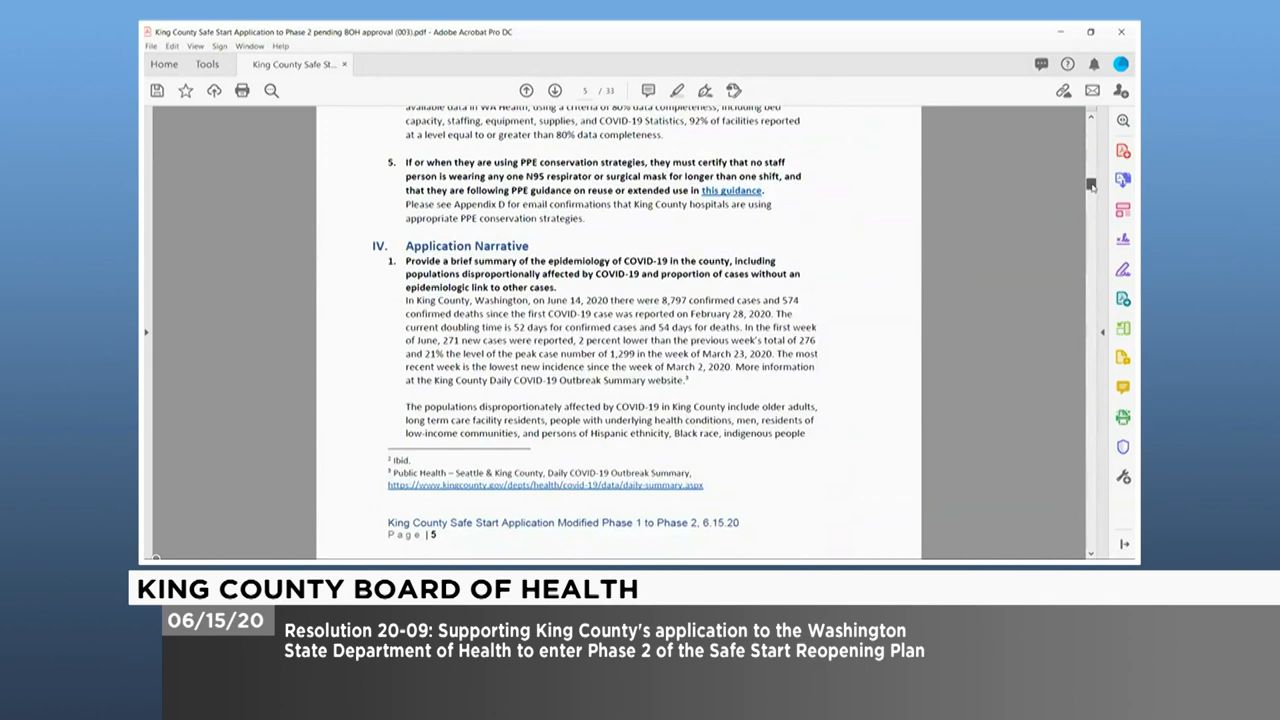 King County Safe Start Application to Phase 2 pending BOH approval (003).pdf - Adobe Acrobat Pro DC
File Edit View Sign Window Help
Home Tools King County Safe St... ×
5 / 33
available data in WA Health, using a criteria of 80% data completeness, including bed
capacity, staffing, equipment, supplies, and COVID-19 Statistics, 92% of facilities reported
at a level equal to or greater than 80% data completeness.
5. If or when they are using PPE conservation strategies, they must certify that no staff
person is wearing any one N95 respirator or surgical mask for longer than one shift, and
that they are following PPE guidance on reuse or extended use in this guidance.
Please see Appendix D for email confirmations that King County hospitals are using
appropriate PPE conservation strategies.
IV. Application Narrative
1. Provide a brief summary of the epidemiology of COVID-19 in the county, including
populations disproportionally affected by COVID-19 and proportion of cases without an
epidemiologic link to other cases.
In King County, Washington, on June 14, 2020 there were 8,797 confirmed cases and 574
confirmed deaths since the first COVID-19 case was reported on February 28, 2020. The
current doubling time is 52 days for confirmed cases and 54 days for deaths. In the first week
of June, 271 new cases were reported, 2 percent lower than the previous week's total of 276
and 21% the level of the peak case number of 1,299 in the week of March 23, 2020. The most
recent week is the lowest new incidence since the week of March 2, 2020. More information
at the King County Daily COVID-19 Outbreak Summary website.³
The populations disproportionately affected by COVID-19 in King County include older adults,
long term care facility residents, people with underlying health conditions, men, residents of
low-income communities, and persons of Hispanic ethnicity, Black race, indigenous people
² Ibid.
³ Public Health – Seattle & King County, Daily COVID-19 Outbreak Summary,
https://www.kingcounty.gov/depts/health/covid-19/data/daily-summary.aspx
King County Safe Start Application Modified Phase 1 to Phase 2, 6.15.20
Page | 5
KING COUNTY BOARD OF HEALTH
06/15/20
Resolution 20-09: Supporting King County's application to the Washington
State Department of Health to enter Phase 2 of the Safe Start Reopening Plan